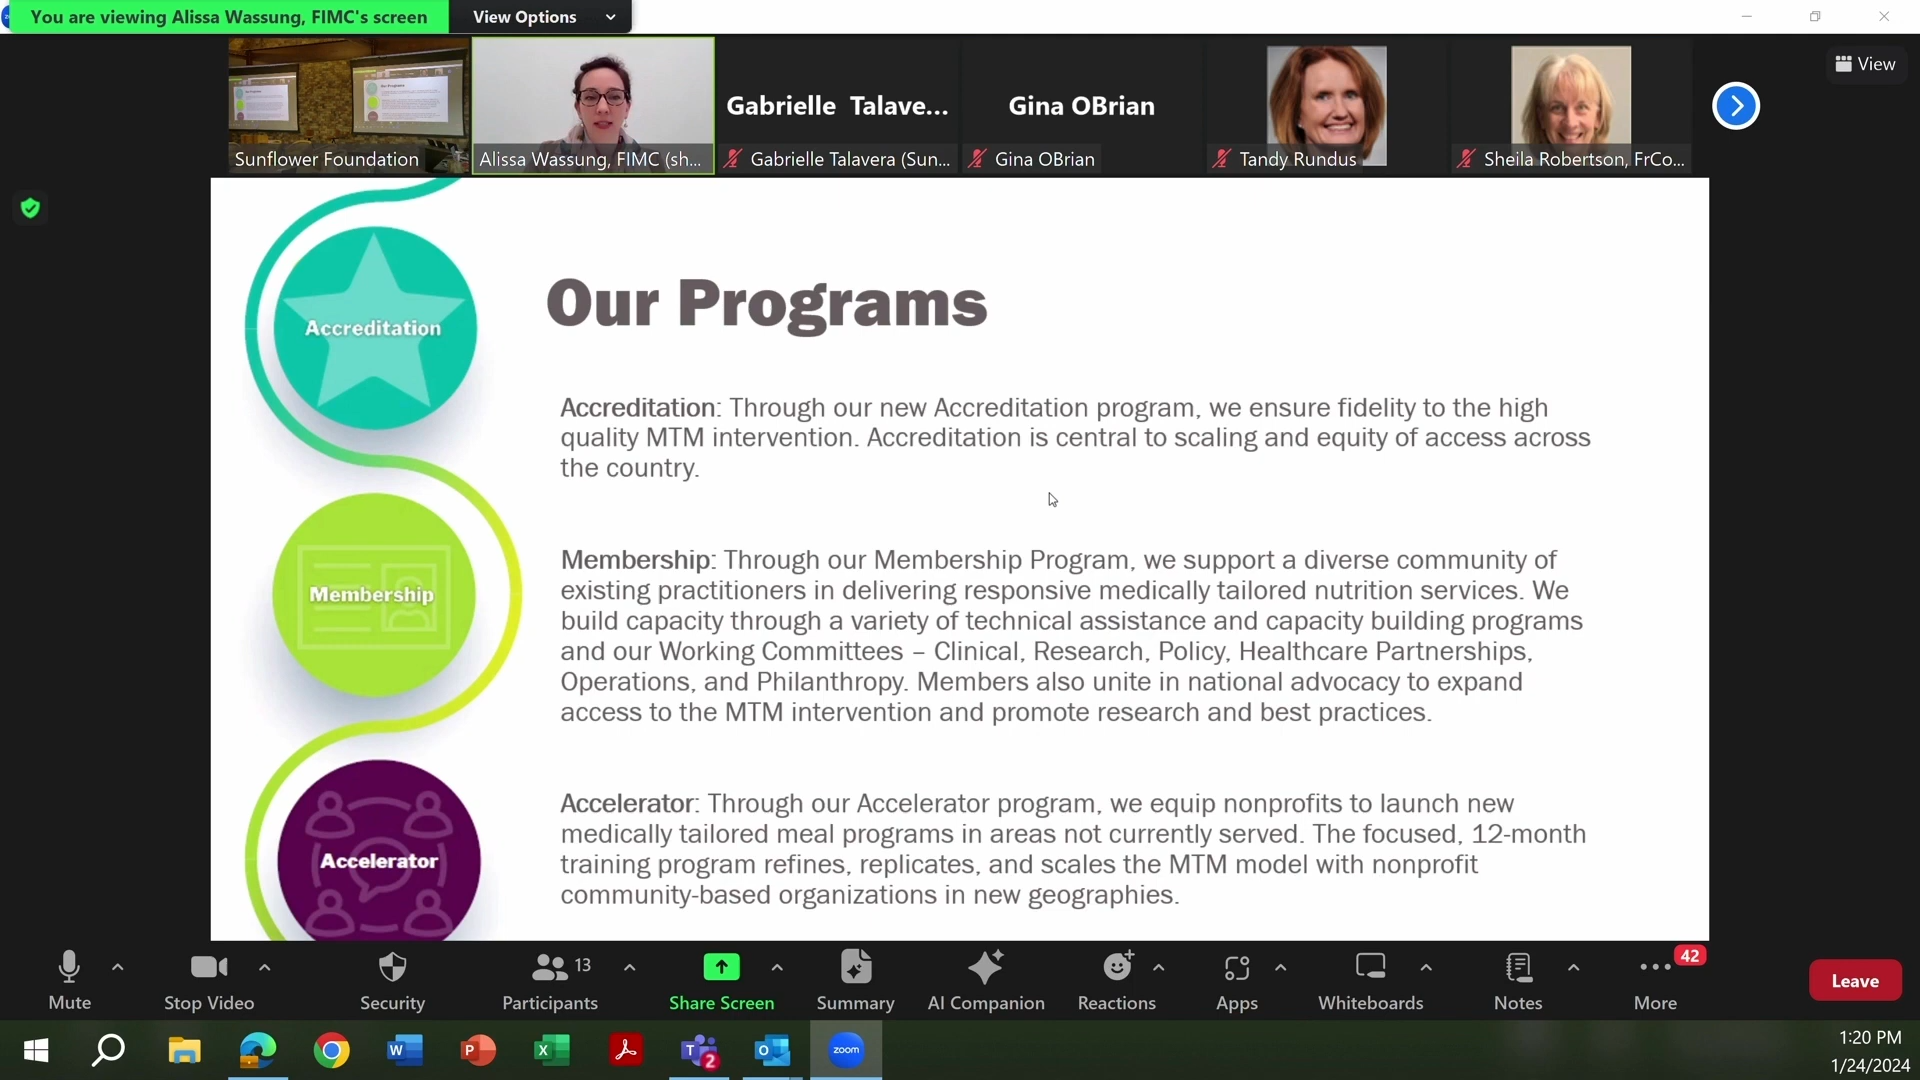 You are viewing Alissa Wassung, FIMC's screen
View Options
View
Sunflower Foundation
Alissa Wassung, FIMC (sh...
Gabrielle Talave...
Gabrielle Talavera (Sun...
Gina OBrian
Gina OBrian
Tandy Rundus
Sheila Robertson, FrCo...
Our Programs
Accreditation
Accreditation: Through our new Accreditation program, we ensure fidelity to the high
quality MTM intervention. Accreditation is central to scaling and equity of access across
the country.
Membership
Membership: Through our Membership Program, we support a diverse community of
existing practitioners in delivering responsive medically tailored nutrition services. We
build capacity through a variety of technical assistance and capacity building programs
and our Working Committees – Clinical, Research, Policy, Healthcare Partnerships,
Operations, and Philanthropy. Members also unite in national advocacy to expand
access to the MTM intervention and promote research and best practices.
Accelerator
Accelerator: Through our Accelerator program, we equip nonprofits to launch new
medically tailored meal programs in areas not currently served. The focused, 12-month
training program refines, replicates, and scales the MTM model with nonprofit
community-based organizations in new geographies.
Mute
Stop Video
Security
Participants
13
Share Screen
Summary
AI Companion
Reactions
Apps
Whiteboards
Notes
More
42
Leave
W
P
X
T
2
O
zoom
1:20 PM
1/24/2024